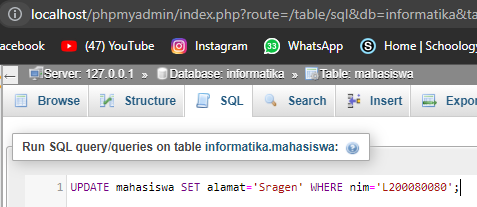 localhost/phpmyadmin/index.php?route=/table/sql&db=informatika&ta
Facebook (47) YouTube Instagram 33 WhatsApp S Home | Schoology
Server: 127.0.0.1 » Database: informatika » Table: mahasiswa
Browse Structure SQL Search Insert Expor
Run SQL query/queries on table informatika.mahasiswa:
1 UPDATE mahasiswa SET alamat='Sragen' WHERE nim='L200080080';